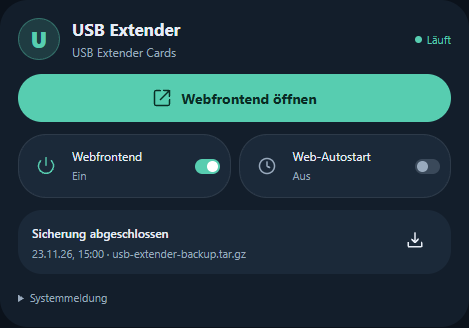 U
USB Extender
USB Extender Cards
Läuft
Webfrontend öffnen
Webfrontend
Ein
Web-Autostart
Aus
Sicherung abgeschlossen
23.11.26, 15:00 · usb-extender-backup.tar.gz
Systemmeldung